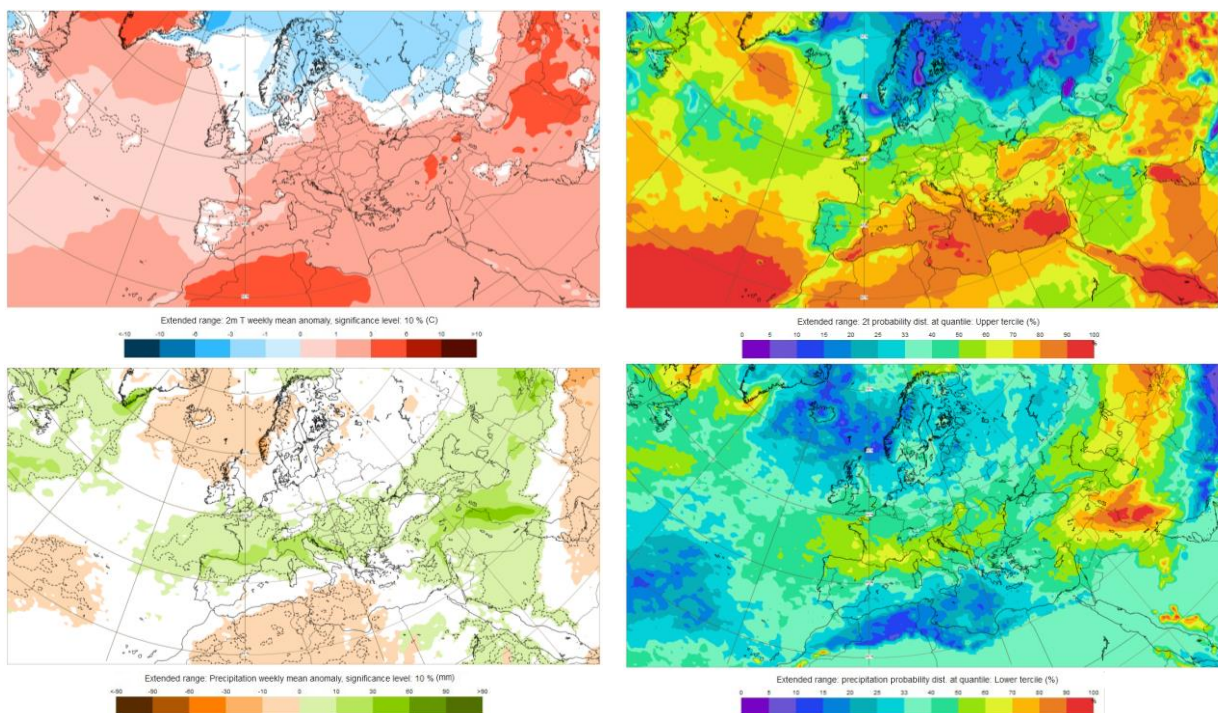 Extended range: 2m T weekly mean anomaly, significance level: 10 % (C)
<-10 -10 -6 -3 -1 0 1 3 6 10 >10
Extended range: 2t probability dist. at quantile: Upper tercile (%)
0 5 10 15 20 25 33 40 50 60 70 80 90 100
%
Extended range: Precipitation weekly mean anomaly, significance level: 10 % (mm)
<-90 -90 -60 -30 -10 0 10 30 60 90 >90
Extended range: precipitation probability dist. at quantile: Lower tercile (%)
0 5 10 15 20 25 33 40 50 60 70 80 90 100
%